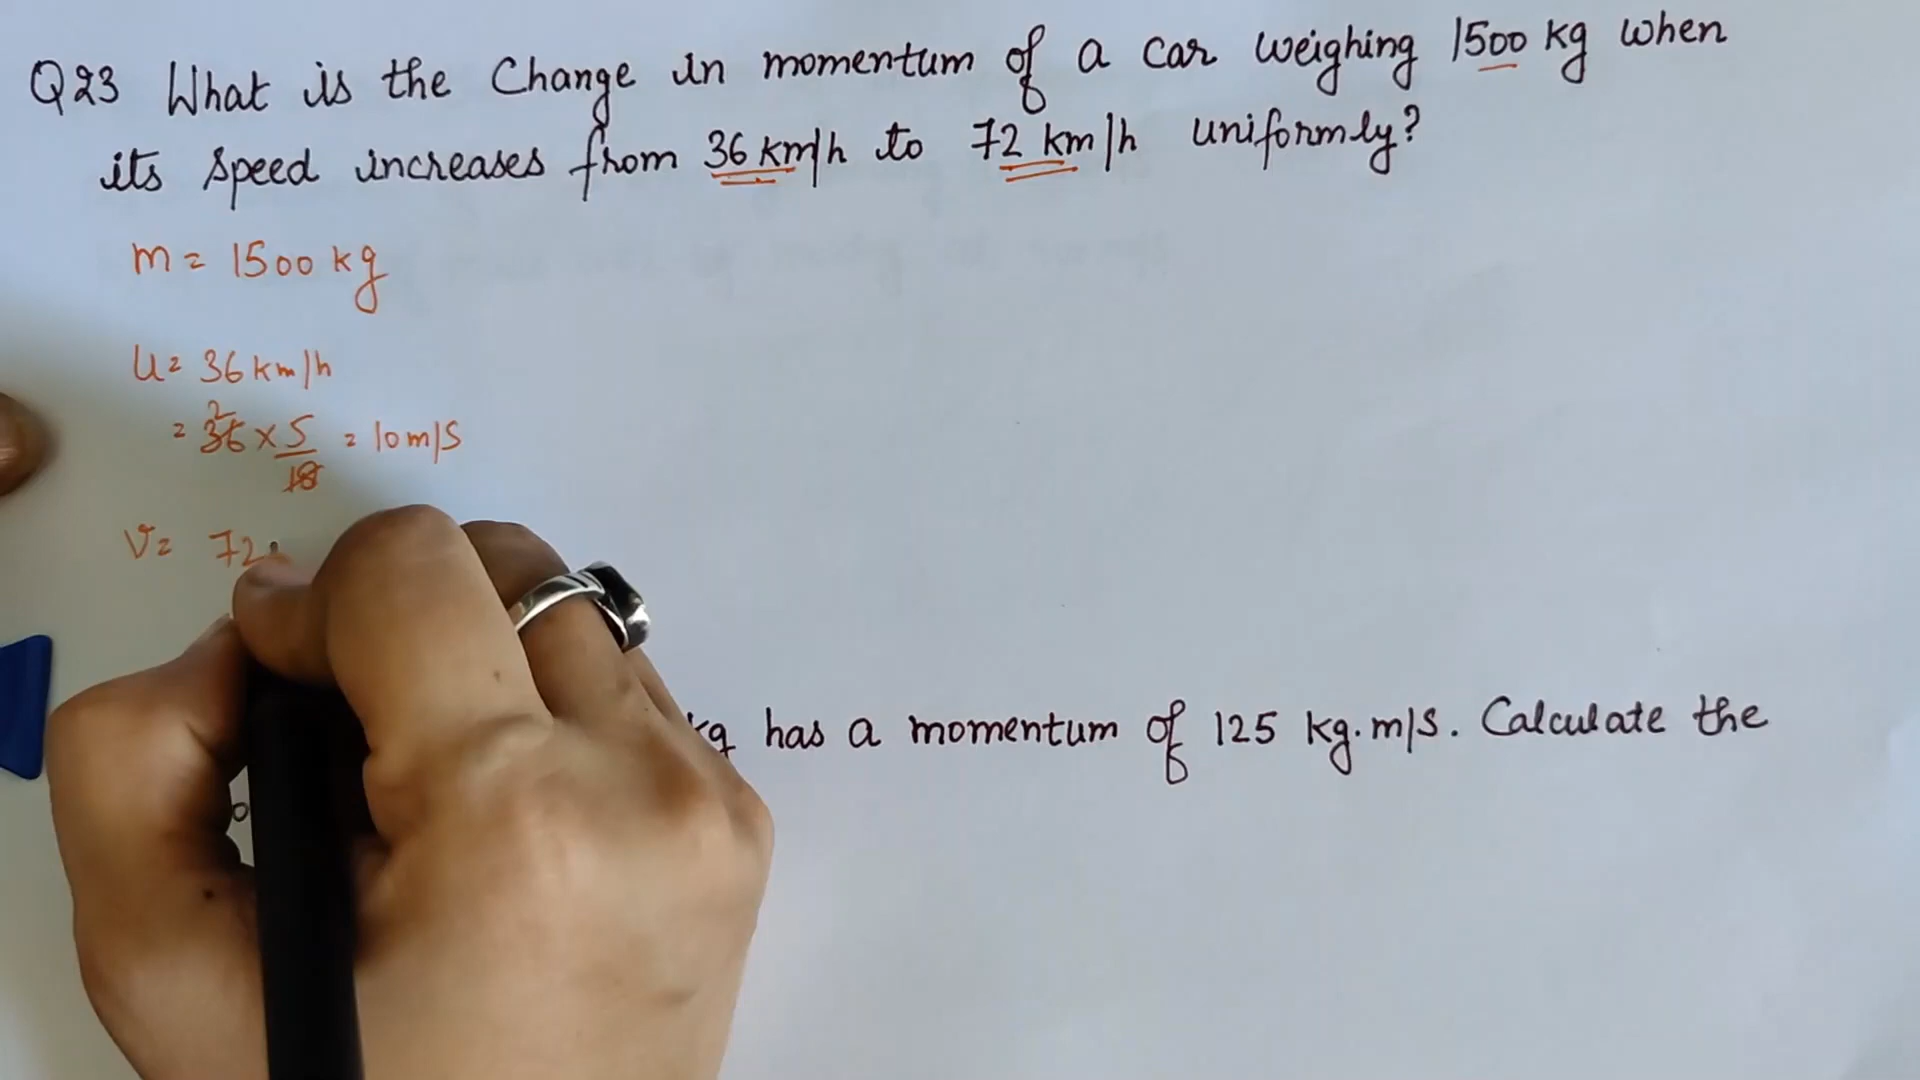 Q23 What is the Change in momentum of a car weighing 1500 kg when
its speed increases from 36 km/h to 72 km/h uniformly?
m = 1500 kg
u = 36 km/h
= 36 2 × 5/18 = 10 m/s
v = 72
kg has a momentum of 125 kg.m/s. Calculate the